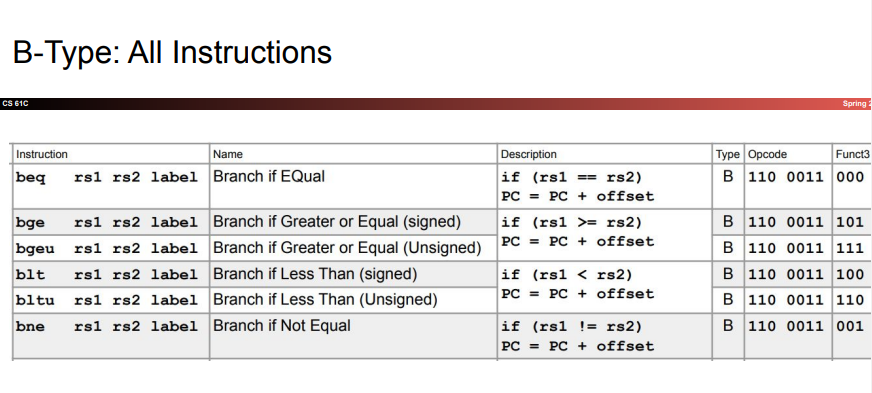 B-Type: All Instructions
CS 61C Spring
Instruction Name Description Type Opcode Funct3
beq rs1 rs2 label Branch if EQual if (rs1 == rs2) B 110 0011 000
PC = PC + offset
bge rs1 rs2 label Branch if Greater or Equal (signed) if (rs1 >= rs2) B 110 0011 101
bgeu rs1 rs2 label Branch if Greater or Equal (Unsigned) PC = PC + offset B 110 0011 111
blt rs1 rs2 label Branch if Less Than (signed) if (rs1 < rs2) B 110 0011 100
bltu rs1 rs2 label Branch if Less Than (Unsigned) PC = PC + offset B 110 0011 110
bne rs1 rs2 label Branch if Not Equal if (rs1 != rs2) B 110 0011 001
PC = PC + offset